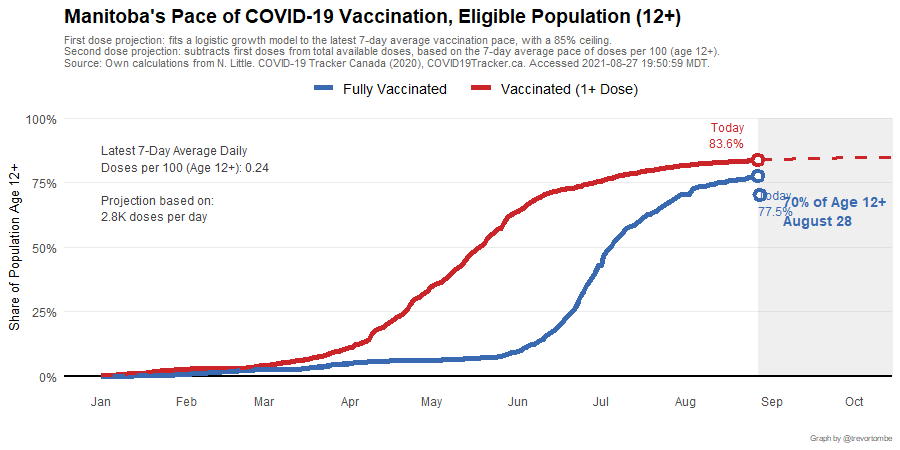 Manitoba's Pace of COVID-19 Vaccination, Eligible Population (12+)
First dose projection: fits a logistic growth model to the latest 7-day average vaccination pace, with a 85% ceiling.
Second dose projection: subtracts first doses from total available doses, based on the 7-day average pace of doses per 100 (age 12+).
Source: Own calculations from N. Little. COVID-19 Tracker Canada (2020), COVID19Tracker.ca. Accessed 2021-08-27 19:50:59 MDT.
Fully Vaccinated
Vaccinated (1+ Dose)
Share of Population Age 12+
100%
75%
50%
25%
0%
Latest 7-Day Average Daily
Doses per 100 (Age 12+): 0.24
Projection based on:
2.8K doses per day
Today
83.6%
Today
77.5%
70% of Age 12+
August 28
Jan
Feb
Mar
Apr
May
Jun
Jul
Aug
Sep
Oct
Graph by @trevortombe